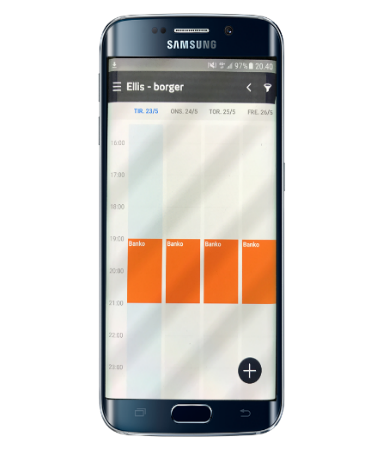 SAMSUNG
97% 20.40
Ellis - borger
TIR. 23/5 ONS. 24/5 TOR. 25/5 FRE. 26/5
16:00
17:00
18:00
19:00
Banko Banko Banko Banko
20:00
21:00
22:00
23:00